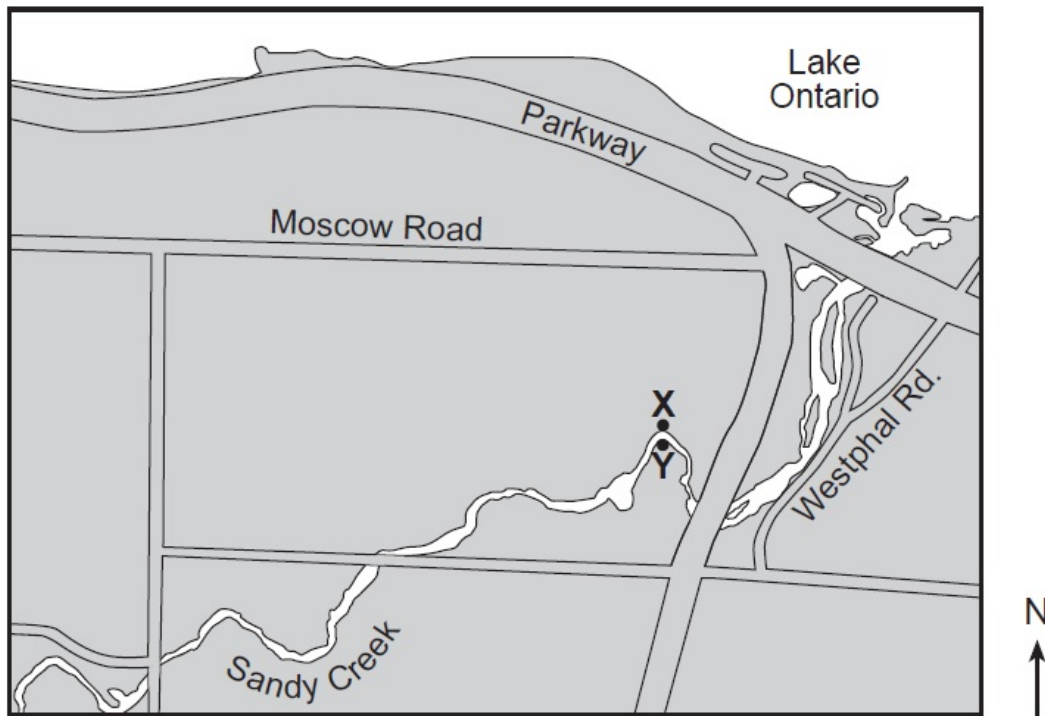 Lake
Ontario
Parkway
Moscow Road
X
Y
Westphal Rd.
Sandy Creek
N